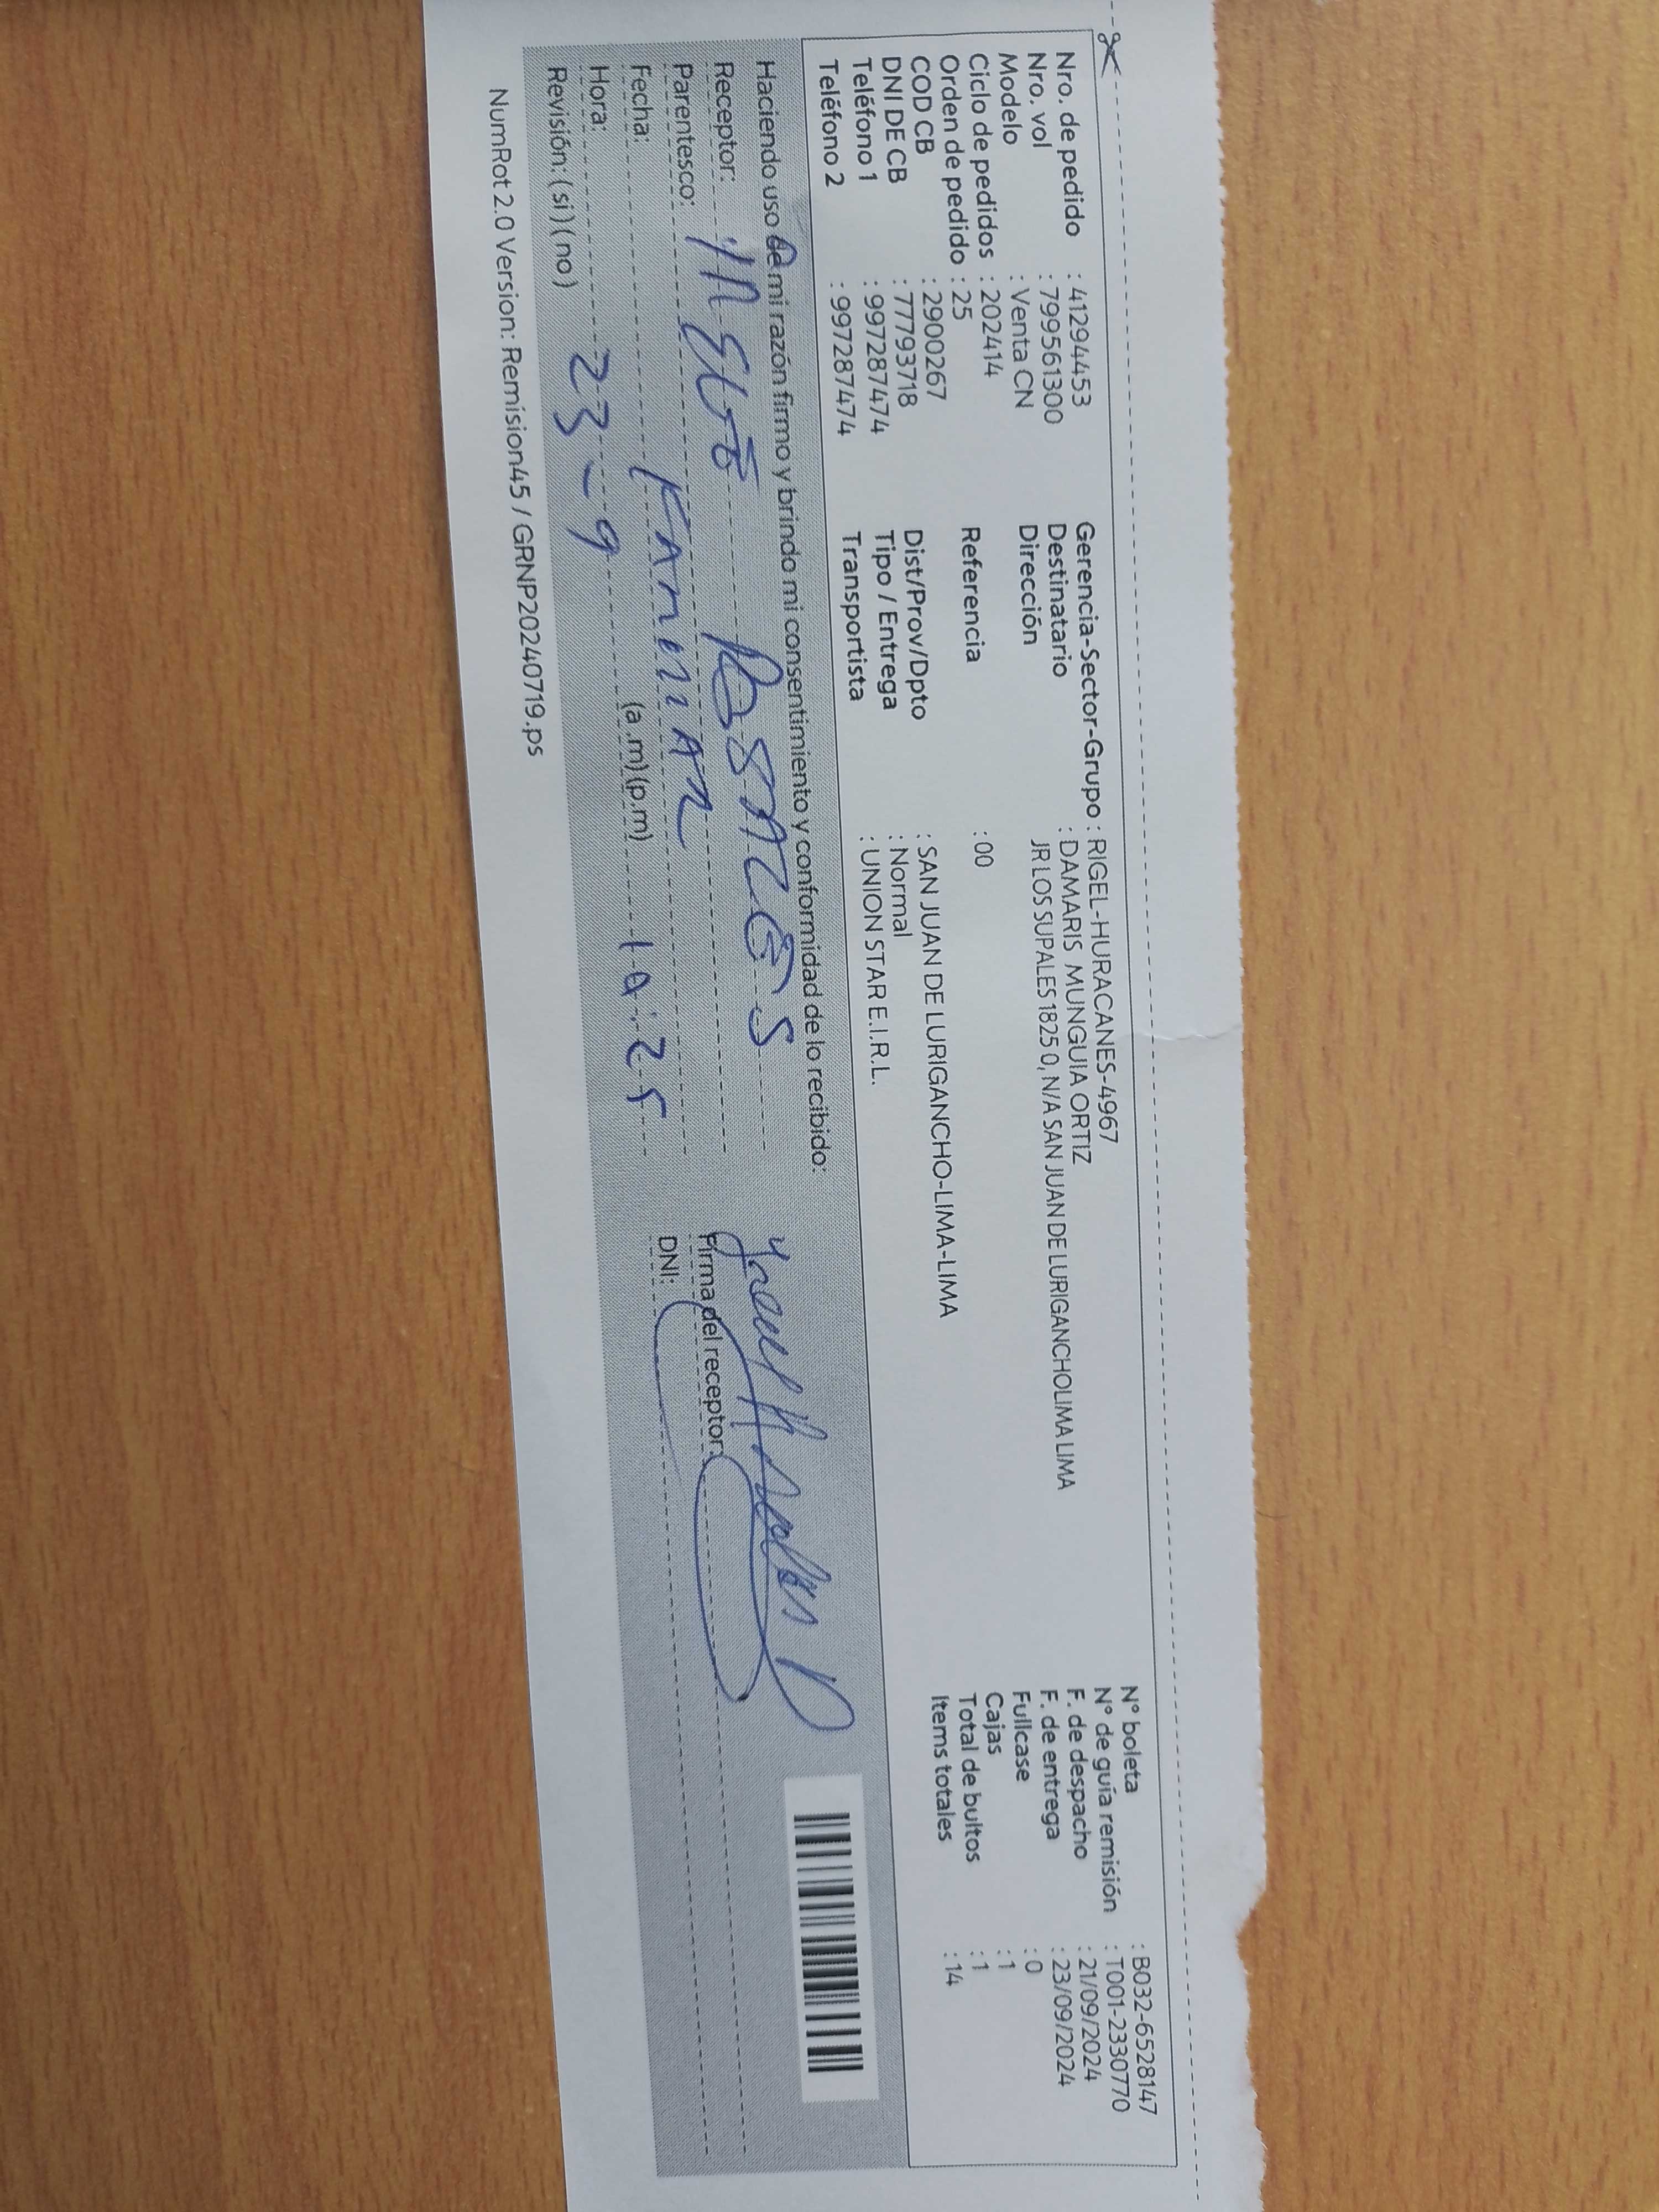 Nro. de pedido : 41294453
Nro. vol : 799561300
Modelo : Venta CN
Ciclo de pedidos : 202414
Orden de pedido : 25
COD CB : 2900267
DNI DE CB : 77793718
Teléfono 1 : 997287474
Teléfono 2 : 997287474
Gerencia-Sector-Grupo : RIGEL-HURACANES-4967
Destinatario : DAMARIS MUNGUIA ORTIZ
Dirección JR LOS SUPALES 1825 0, N/A SAN JUAN DE LURIGANCHOLIMA LIMA
Referencia : 00
Dist/Prov/Dpto : SAN JUAN DE LURIGANCHO-LIMA-LIMA
Tipo / Entrega : Normal
Transportista : UNION STAR E.I.R.L.
N° boleta : B032-6528147
N° de guía remisión : T001-2330770
F. de despacho : 21/09/2024
F. de entrega : 23/09/2024
Fullcase : 0
Cajas : 1
Total de bultos : 1
Items totales : 14
Haciendo uso de mi razón firmo y brindo mi consentimiento y conformidad de lo recibido:
Receptor:
Parentesco:
Fecha:
Hora: 23-9 (a.m)(p.m) 10:25
Revisión: (si) (no)
Firma del receptor:
DNI:
NumRot 2.0 Version: Remision45 / GRNP20240719.ps